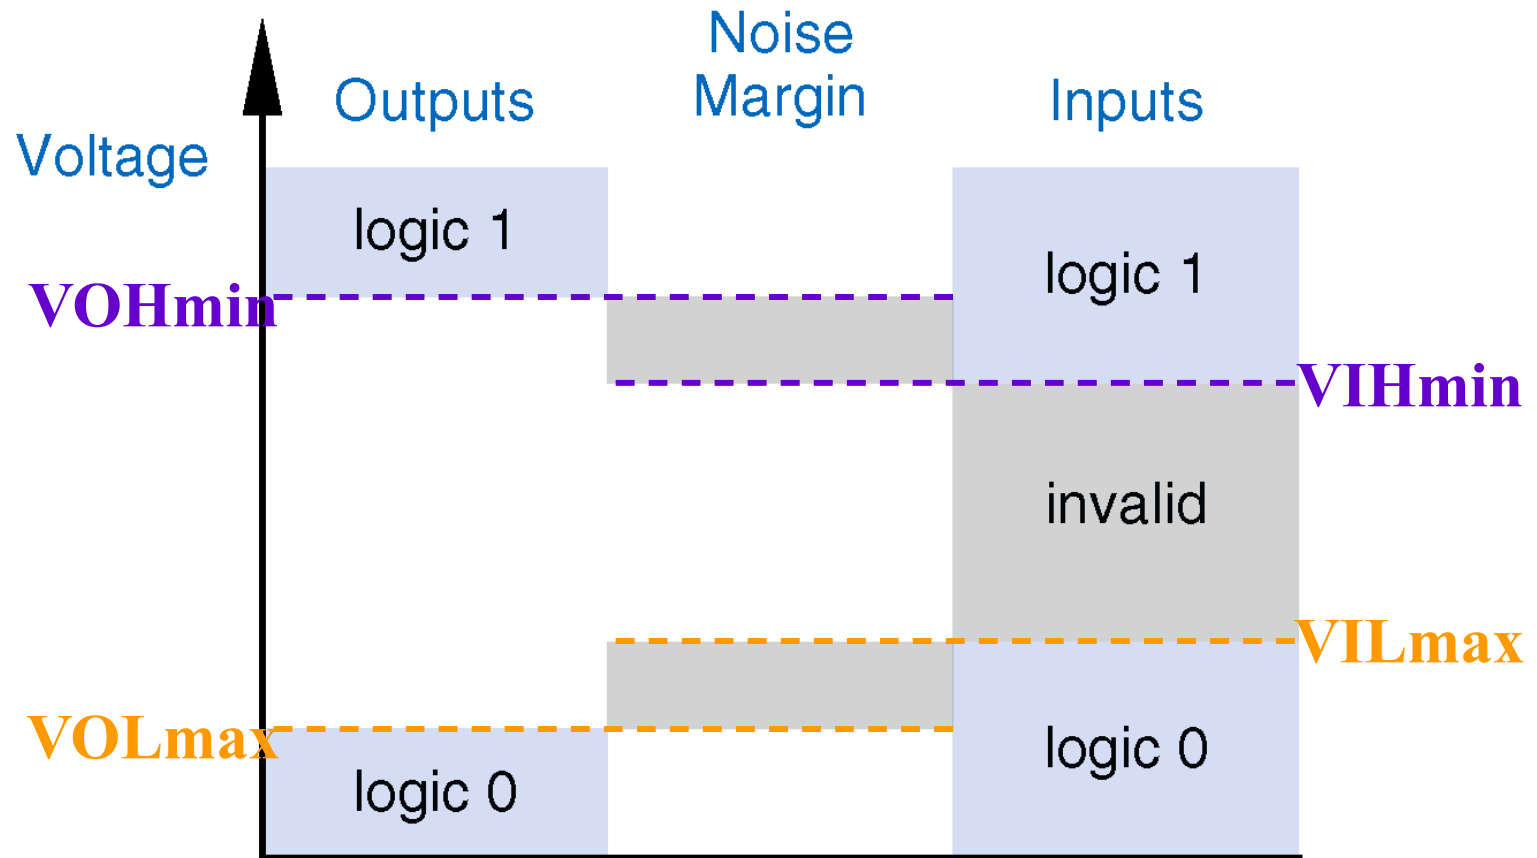 Noise
Margin
Outputs
Inputs
Voltage
logic 1
logic 1
VOHmin
VIHmin
invalid
VILmax
VOLmax
logic 0
logic 0